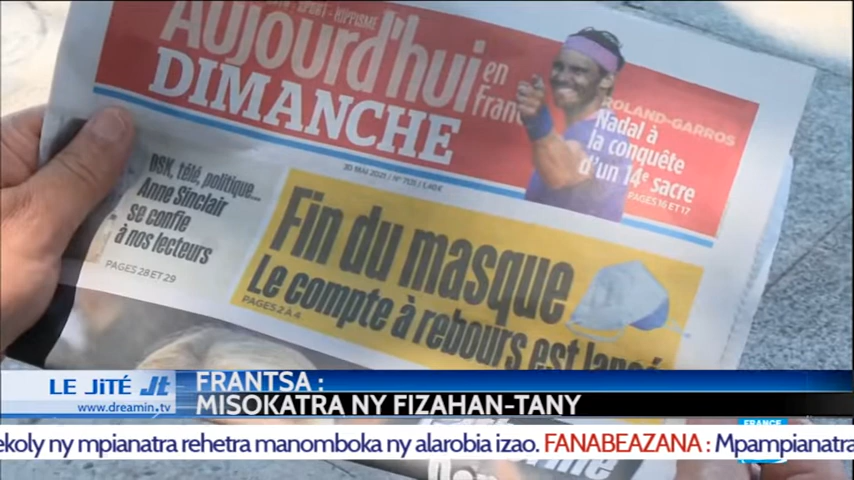 Aujourd'hui
en
DIMANCHE
ROLAND-GARROS
Nadal à
la conquête
d'un 14e sacre
PAGES 16 ET 17
30 MAI 2021
DSK, télé, politique...
Anne Sinclair
se confie
à nos lecteurs
PAGES 28 ET 29
Fin du masque
Le compte à rebours est lancé
PAGES 2 À 4
LE JiTÉ Jt
www.dreamin.tv
FRANTSA :
MISOKATRA NY FIZAHAN-TANY
FRANCE
ekoly ny mpianatra rehetra manomboka ny alarobia izao. FANABEAZANA : Mpampianatra